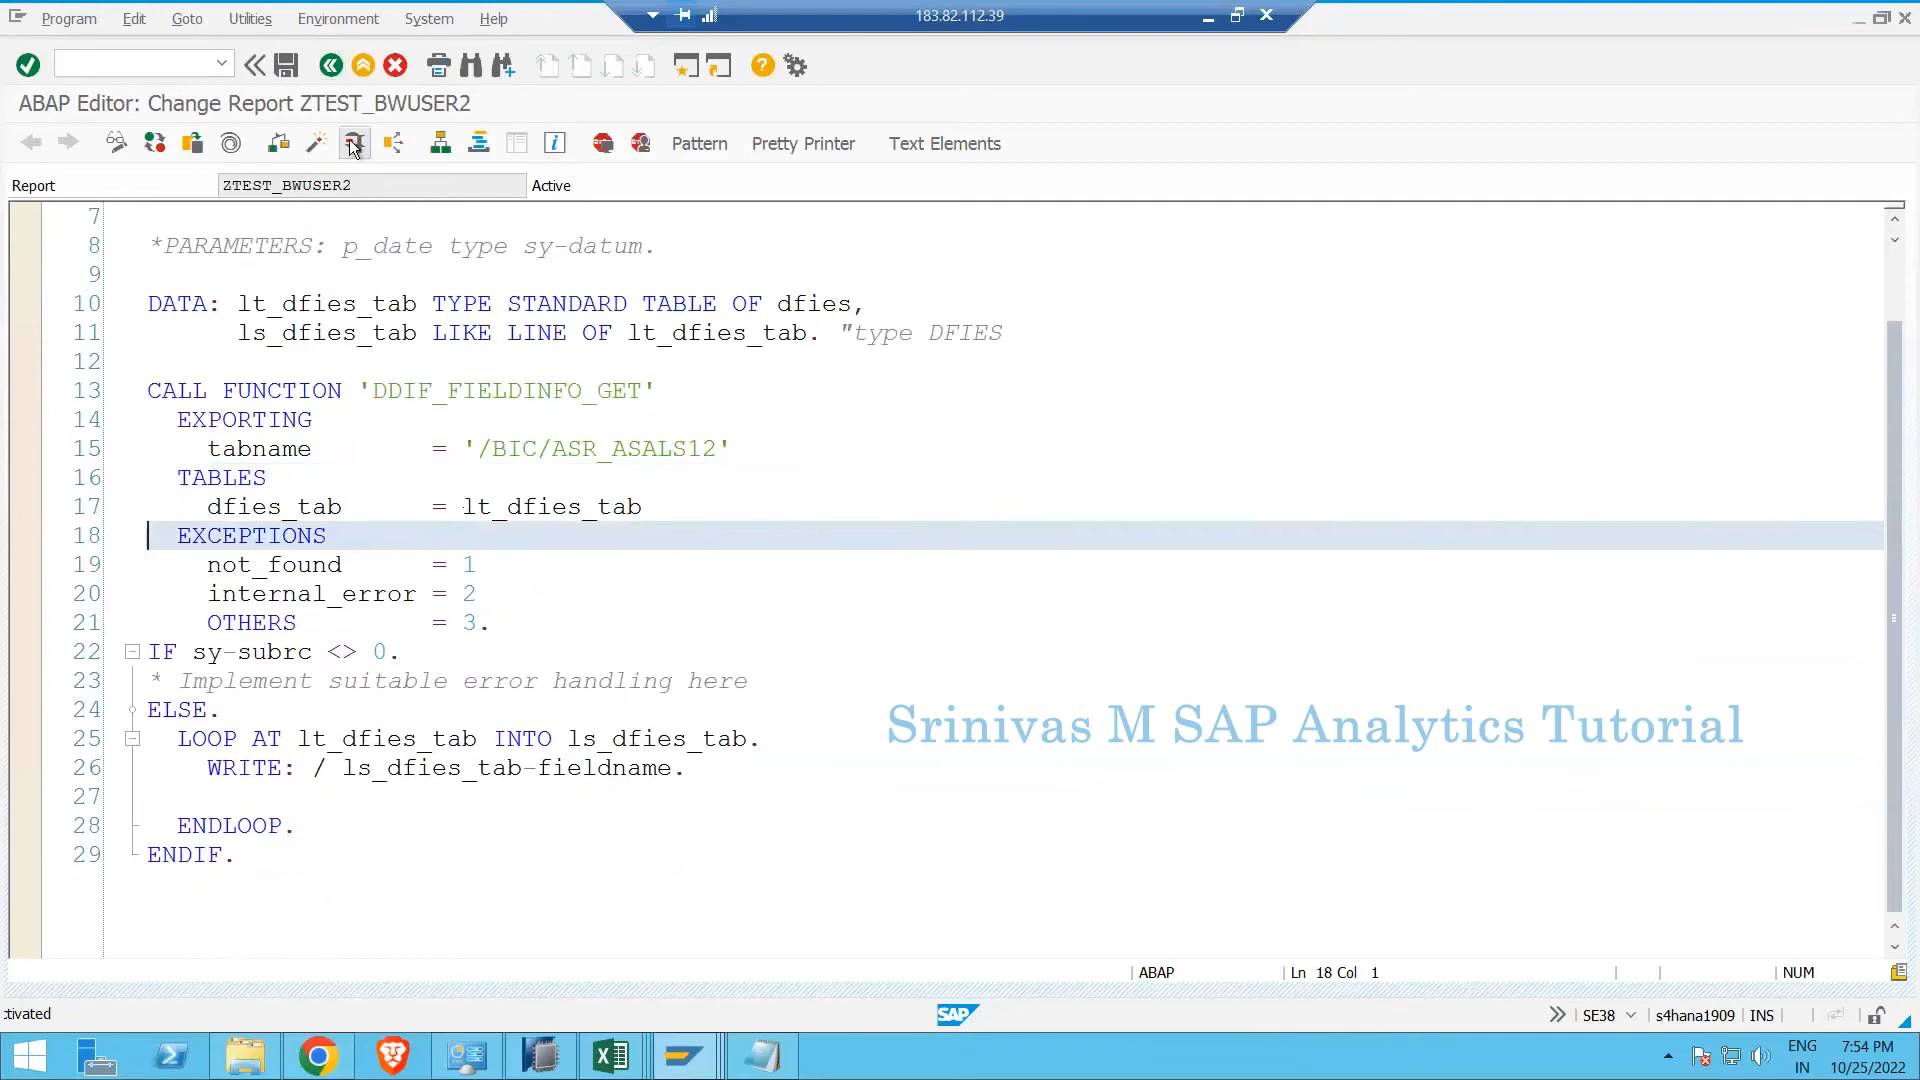 Program Edit Goto Utilities Environment System Help
183.82.112.39
ABAP Editor: Change Report ZTEST_BWUSER2
Pattern Pretty Printer Text Elements
Report ZTEST_BWUSER2 Active
7
8 *PARAMETERS: p_date type sy-datum.
9
10 DATA: lt_dfies_tab TYPE STANDARD TABLE OF dfies,
11 ls_dfies_tab LIKE LINE OF lt_dfies_tab. "type DFIES
12
13 CALL FUNCTION 'DDIF_FIELDINFO_GET'
14 EXPORTING
15 tabname = '/BIC/ASR_ASALS12'
16 TABLES
17 dfies_tab = lt_dfies_tab
18 EXCEPTIONS
19 not_found = 1
20 internal_error = 2
21 OTHERS = 3.
22 IF sy-subrc <> 0.
23 * Implement suitable error handling here
24 ELSE.
25 LOOP AT lt_dfies_tab INTO ls_dfies_tab.
26 WRITE: / ls_dfies_tab-fieldname.
27
28 ENDLOOP.
29 ENDIF.
Srinivas M SAP Analytics Tutorial
ABAP Ln 18 Col 1 NUM
ctivated
SAP
SE38 s4hana1909 INS
ENG 7:54 PM
IN 10/25/2022